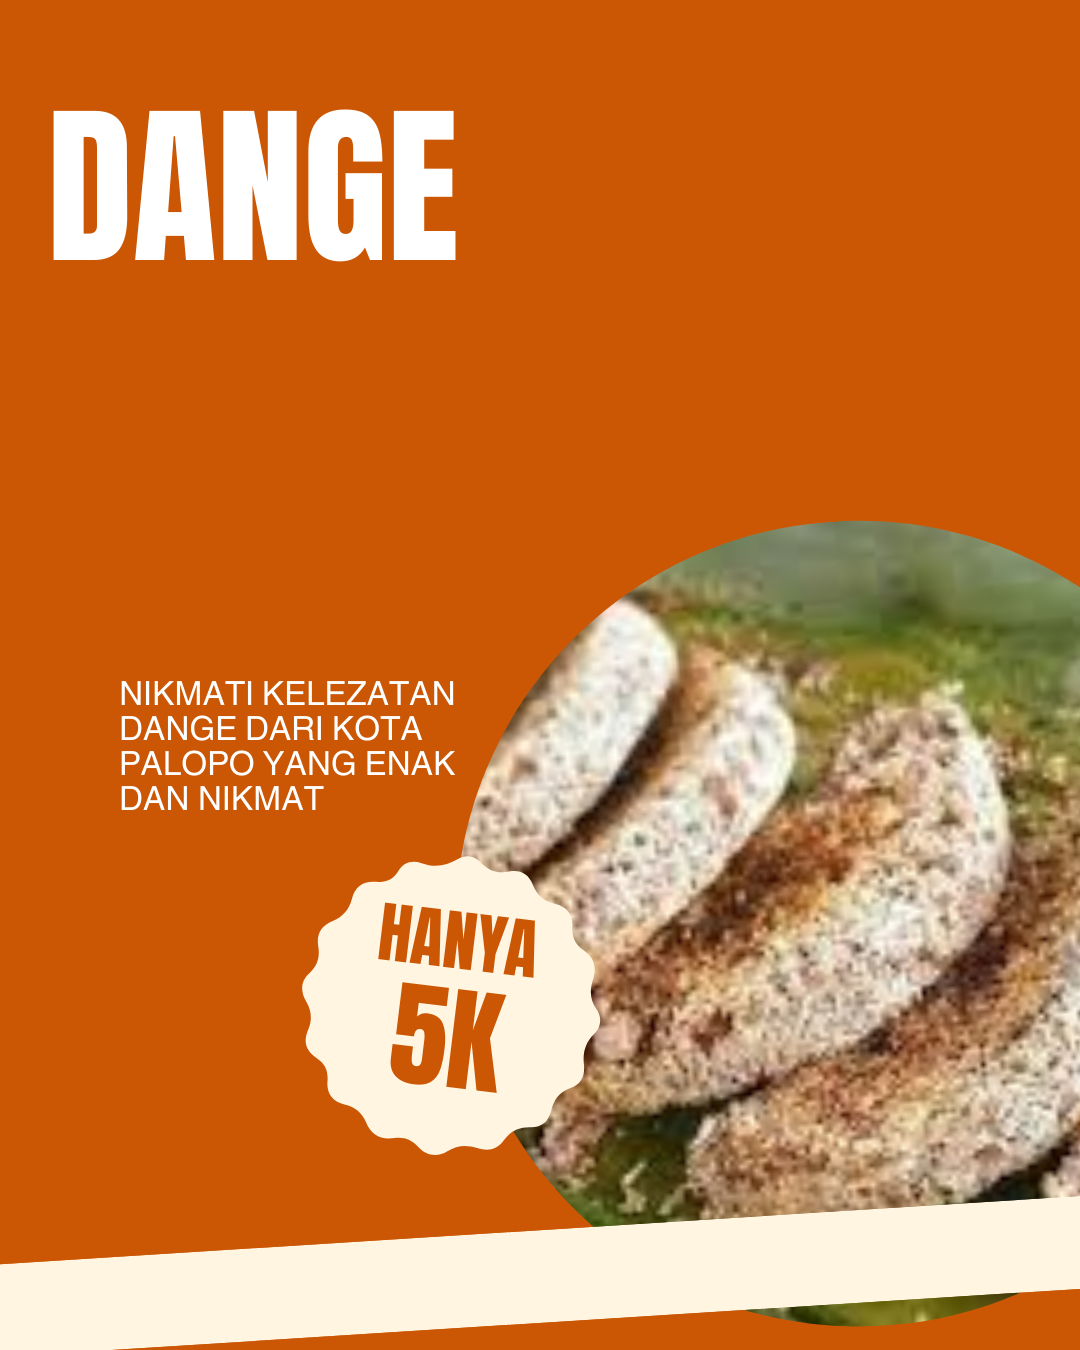 DANGE
NIKMATI KELEZATAN
DANGE DARI KOTA
PALOPO YANG ENAK
DAN NIKMAT
HANYA
5K